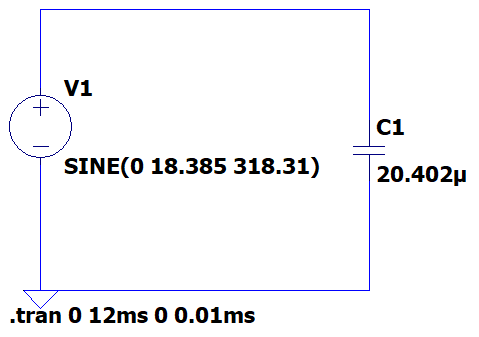 V1
SINE(0 18.385 318.31)
C1
20.402µ
.tran 0 12ms 0 0.01ms